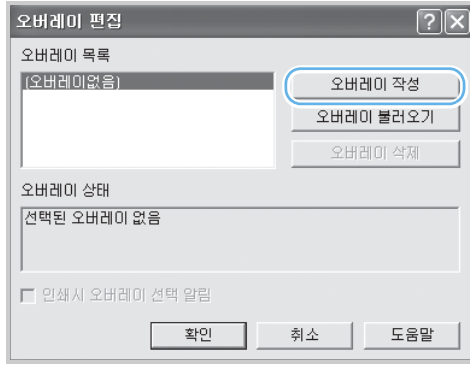 오버레이 편집
오버레이 목록
(오버레이없음)
오버레이 작성
오버레이 불러오기
오버레이 삭제
오버레이 상태
선택된 오버레이 없음
인쇄시 오버레이 선택 알림
확인 취소 도움말